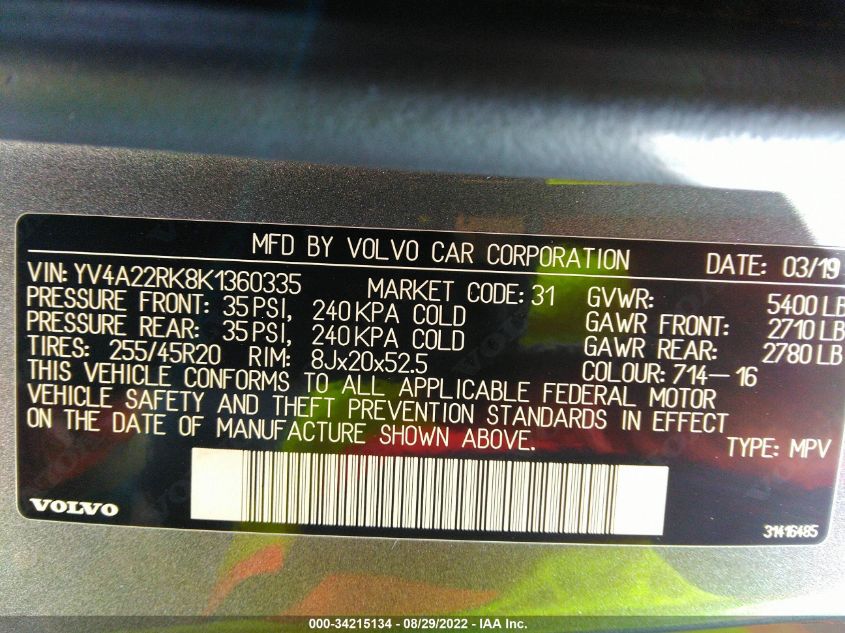 MFD BY VOLVO CAR CORPORATION DATE: 03/19
VIN: YV4A22RK8K1360335 MARKET CODE: 31 GVWR: 5400 LB
PRESSURE FRONT: 35 PSI, 240 KPA COLD GAWR FRONT: 2710 LB
PRESSURE REAR: 35 PSI, 240 KPA COLD GAWR REAR: 2780 LB
TIRES: 255/45R20 RIM: 8Jx20x52.5 COLOUR: 714-16
THIS VEHICLE CONFORMS TO ALL APPLICABLE FEDERAL MOTOR
VEHICLE SAFETY AND THEFT PREVENTION STANDARDS IN EFFECT
ON THE DATE OF MANUFACTURE SHOWN ABOVE. TYPE: MPV
VOLVO
31416485
000-34215134 - 08/29/2022 - IAA Inc.